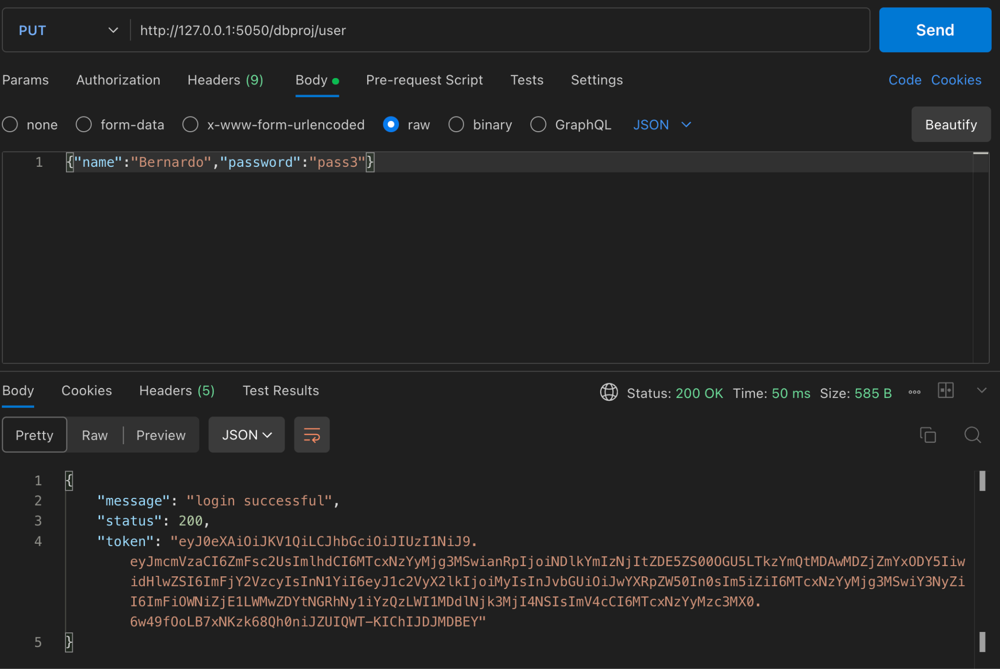 PUT http://127.0.0.1:5050/dbproj/user Send
Params Authorization Headers (9) Body Pre-request Script Tests Settings Code Cookies
none form-data x-www-form-urlencoded raw binary GraphQL JSON Beautify
1 {"name":"Bernardo","password":"pass3"}
Body Cookies Headers (5) Test Results Status: 200 OK Time: 50 ms Size: 585 B
Pretty Raw Preview JSON
1 {
2 "message": "login successful",
3 "status": 200,
4 "token": "eyJ0eXAiOiJKV1QiLCJhbGciOiJIUzI1NiJ9.
eyJmcmVzaCI6ZmFsc2UsImlhdCI6MTcxNzYyMjg3MSwianRpIjoiNDlkYmIzNjItZDE5ZS00OGU5LTkzYmQtMDAwMDZjZmYxODY5Iiw
idHlwZSI6ImFjY2VzcyIsInN1YiI6eyJ1c2VyX2lkIjoiMyIsInJvbGUiOiJwYXRpZW50In0sIm5iZiI6MTcxNzYyMjg3MSwiY3NyZi
I6ImFiOWNiZjE1LWMwZDYtNGRhNy1iYzQzLWI1MDdlNjk3MjI4NSIsImV4cCI6MTcxNzYyMzc3MX0.
6w49fOoLB7xNKzk68Qh0niJZUIQWT-KIChIJDJMDBEY"
5 }